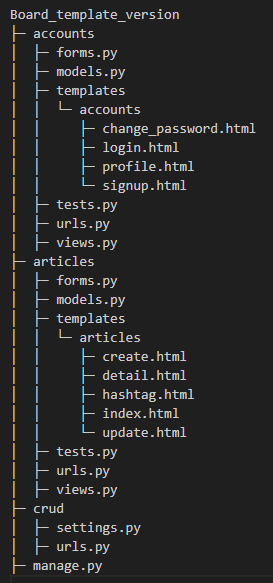 Board_template_version
├─ accounts
│  ├─ forms.py
│  ├─ models.py
│  ├─ templates
│  │  └─ accounts
│  │     ├─ change_password.html
│  │     ├─ login.html
│  │     ├─ profile.html
│  │     └─ signup.html
│  ├─ tests.py
│  ├─ urls.py
│  └─ views.py
├─ articles
│  ├─ forms.py
│  ├─ models.py
│  ├─ templates
│  │  └─ articles
│  │     ├─ create.html
│  │     ├─ detail.html
│  │     ├─ hashtag.html
│  │     ├─ index.html
│  │     └─ update.html
│  ├─ tests.py
│  ├─ urls.py
│  └─ views.py
├─ crud
│  ├─ settings.py
│  ├─ urls.py
├─ manage.py